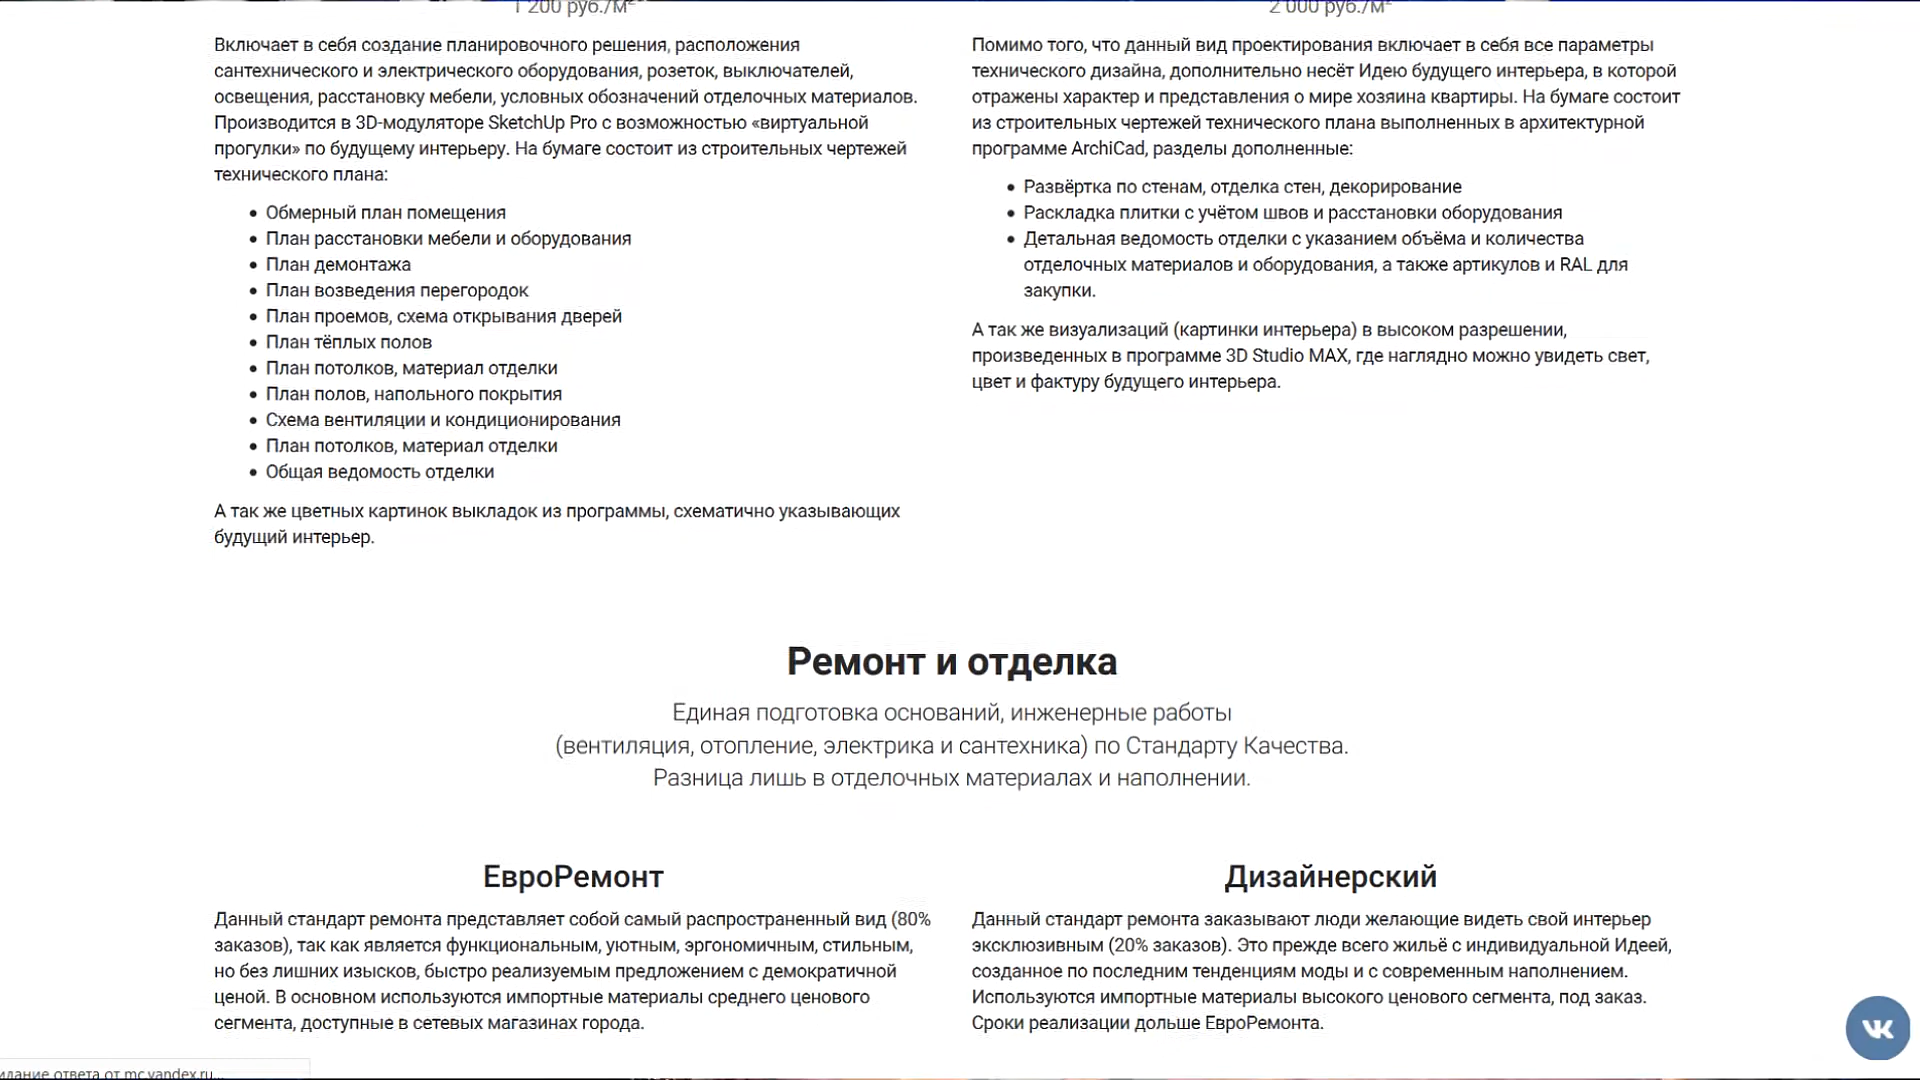 1 200 руб./м²
Включает в себя создание планировочного решения, расположения
сантехнического и электрического оборудования, розеток, выключателей,
освещения, расстановку мебели, условных обозначений отделочных материалов.
Производится в 3D-модуляторе SketchUp Pro с возможностью «виртуальной
прогулки» по будущему интерьеру. На бумаге состоит из строительных чертежей
технического плана:
• Обмерный план помещения
• План расстановки мебели и оборудования
• План демонтажа
• План возведения перегородок
• План проемов, схема открывания дверей
• План тёплых полов
• План потолков, материал отделки
• План полов, напольного покрытия
• Схема вентиляции и кондиционирования
• План потолков, материал отделки
• Общая ведомость отделки
А так же цветных картинок выкладок из программы, схематично указывающих
будущий интерьер.
2 000 руб./м²
Помимо того, что данный вид проектирования включает в себя все параметры
технического дизайна, дополнительно несёт Идею будущего интерьера, в которой
отражены характер и представления о мире хозяина квартиры. На бумаге состоит
из строительных чертежей технического плана выполненных в архитектурной
программе ArchiCad, разделы дополненные:
• Развёртка по стенам, отделка стен, декорирование
• Раскладка плитки с учётом швов и расстановки оборудования
• Детальная ведомость отделки с указанием объёма и количества
отделочных материалов и оборудования, а также артикулов и RAL для
закупки.
А так же визуализаций (картинки интерьера) в высоком разрешении,
произведенных в программе 3D Studio MAX, где наглядно можно увидеть свет,
цвет и фактуру будущего интерьера.
Ремонт и отделка
Единая подготовка оснований, инженерные работы
(вентиляция, отопление, электрика и сантехника) по Стандарту Качества.
Разница лишь в отделочных материалах и наполнении.
ЕвроРемонт
Данный стандарт ремонта представляет собой самый распространенный вид (80%
заказов), так как является функциональным, уютным, эргономичным, стильным,
но без лишних изысков, быстро реализуемым предложением с демократичной
ценой. В основном используются импортные материалы среднего ценового
сегмента, доступные в сетевых магазинах города.
Дизайнерский
Данный стандарт ремонта заказывают люди желающие видеть свой интерьер
эксклюзивным (20% заказов). Это прежде всего жильё с индивидуальной Идеей,
созданное по последним тенденциям моды и с современным наполнением.
Используются импортные материалы высокого ценового сегмента, под заказ.
Сроки реализации дольше ЕвроРемонта.
идание ответа от mc.yandex.ru...